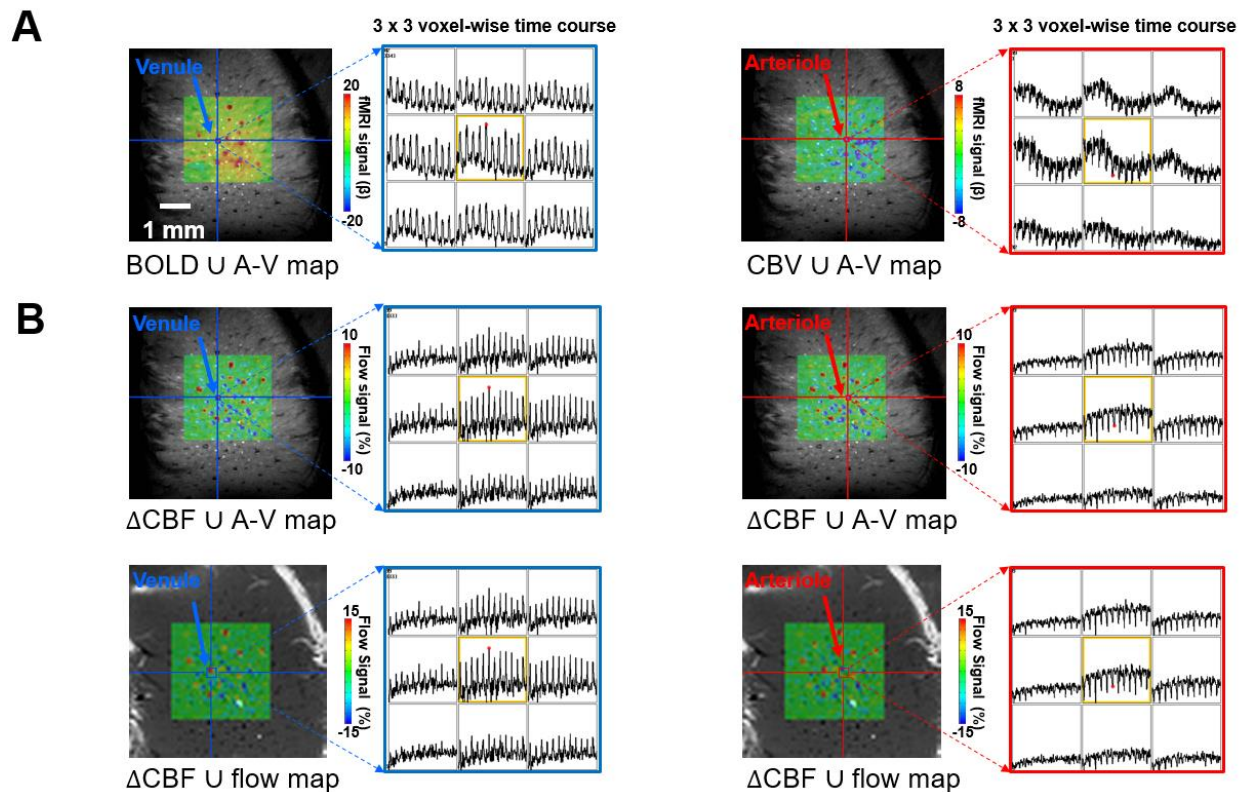 A
3 x 3 voxel-wise time course
3 x 3 voxel-wise time course
Venule
20
fMRI signal (β)
-20
1 mm
BOLD ∪ A-V map
Arteriole
8
fMRI signal (β)
-8
CBV ∪ A-V map
B
Venule
10
Flow signal (%)
-10
ΔCBF ∪ A-V map
Arteriole
10
Flow signal (%)
-10
ΔCBF ∪ A-V map
Venule
15
Flow Signal (%)
-15
ΔCBF ∪ flow map
Arteriole
15
Flow Signal (%)
-15
ΔCBF ∪ flow map